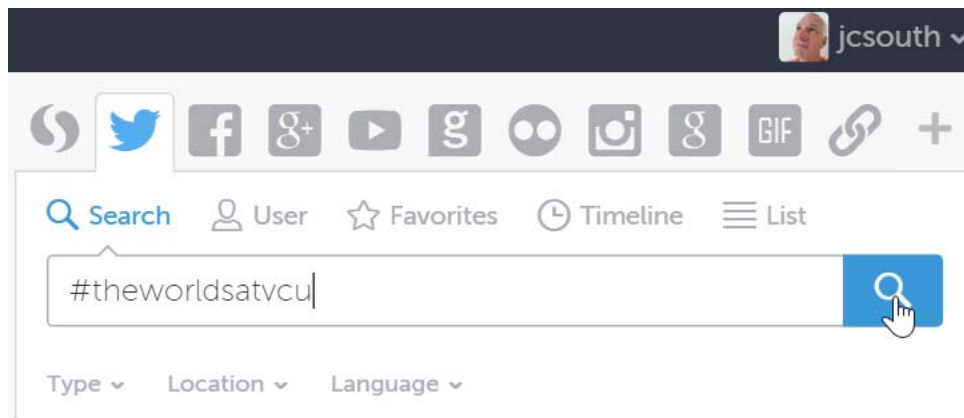 jcsouth
g+ g g GIF
Search User Favorites Timeline List
#theworldsatvcu
Type Location Language